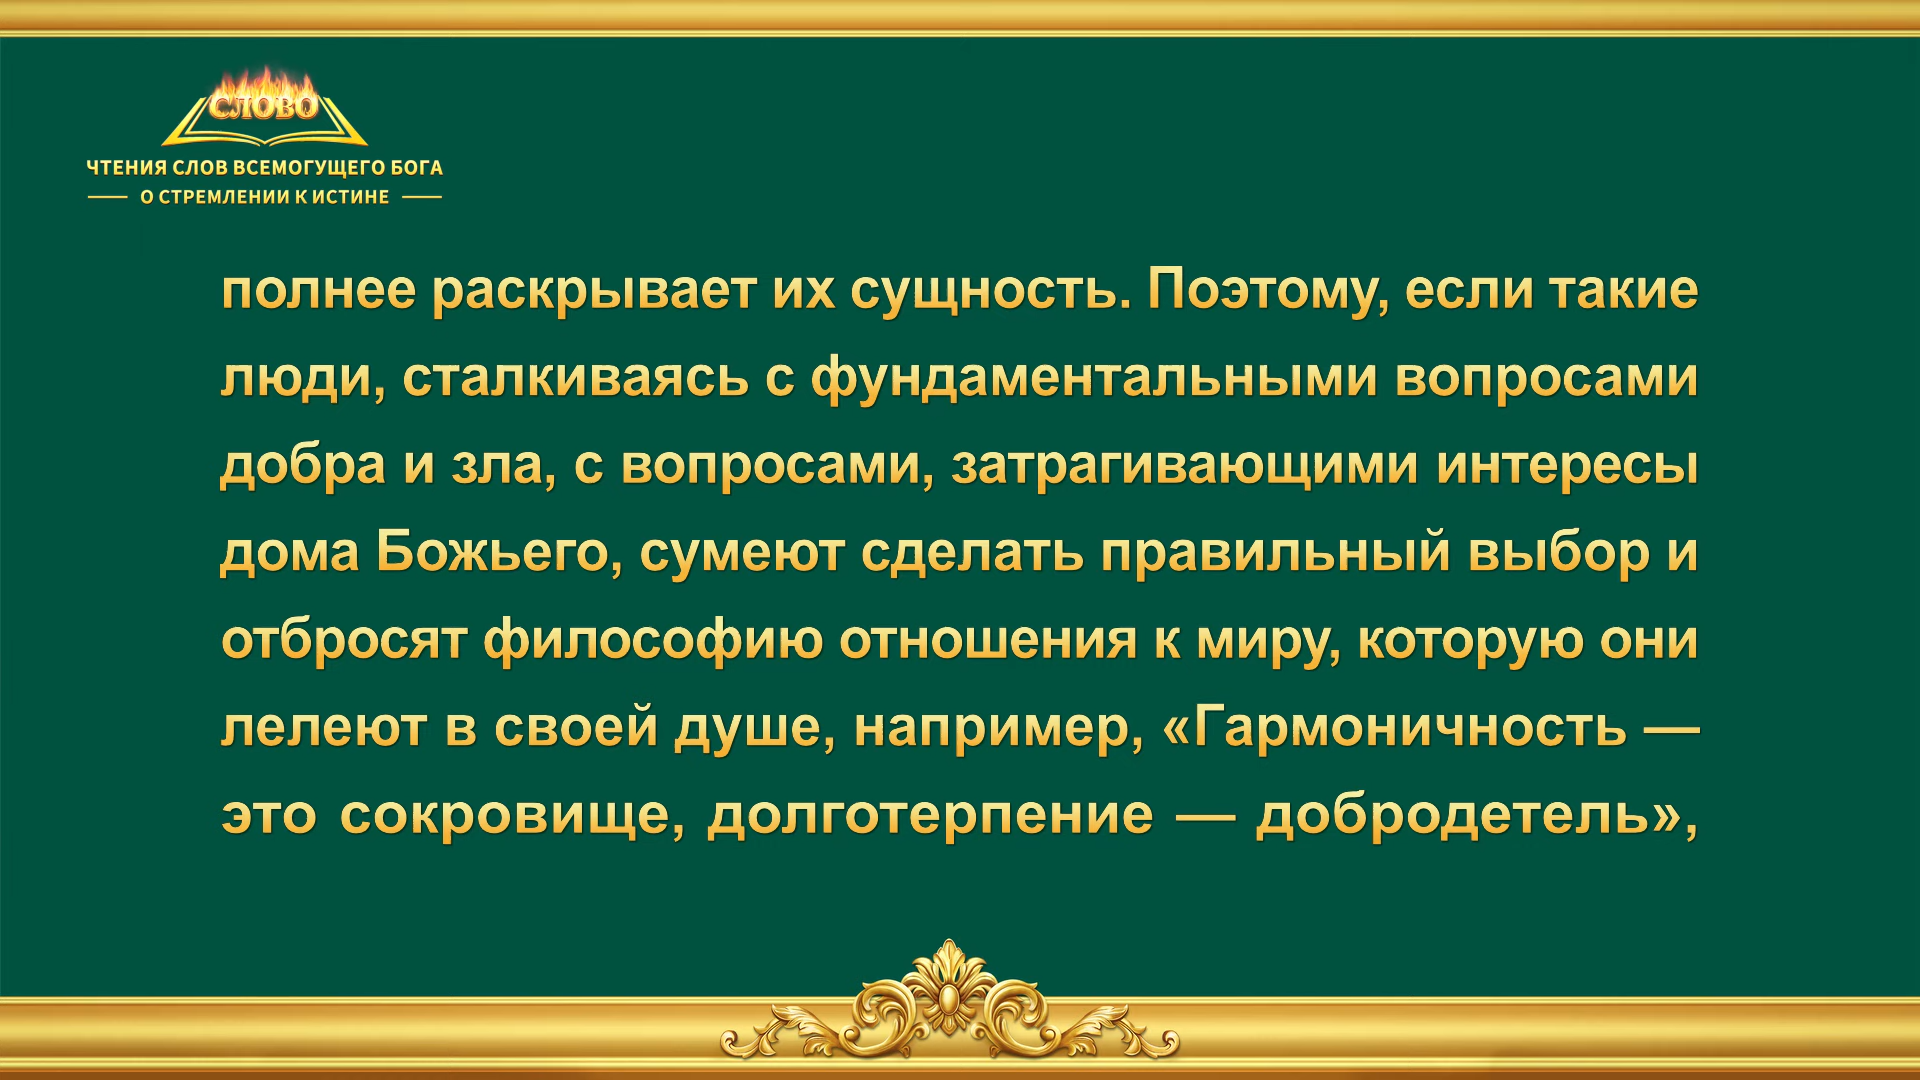 СЛОВО
ЧТЕНИЯ СЛОВ ВСЕМОГУЩЕГО БОГА
О СТРЕМЛЕНИИ К ИСТИНЕ
полнее раскрывает их сущность. Поэтому, если такие
люди, сталкиваясь с фундаментальными вопросами
добра и зла, с вопросами, затрагивающими интересы
дома Божьего, сумеют сделать правильный выбор и
отбросят философию отношения к миру, которую они
лелеют в своей душе, например, «Гармоничность —
это сокровище, долготерпение — добродетель»,